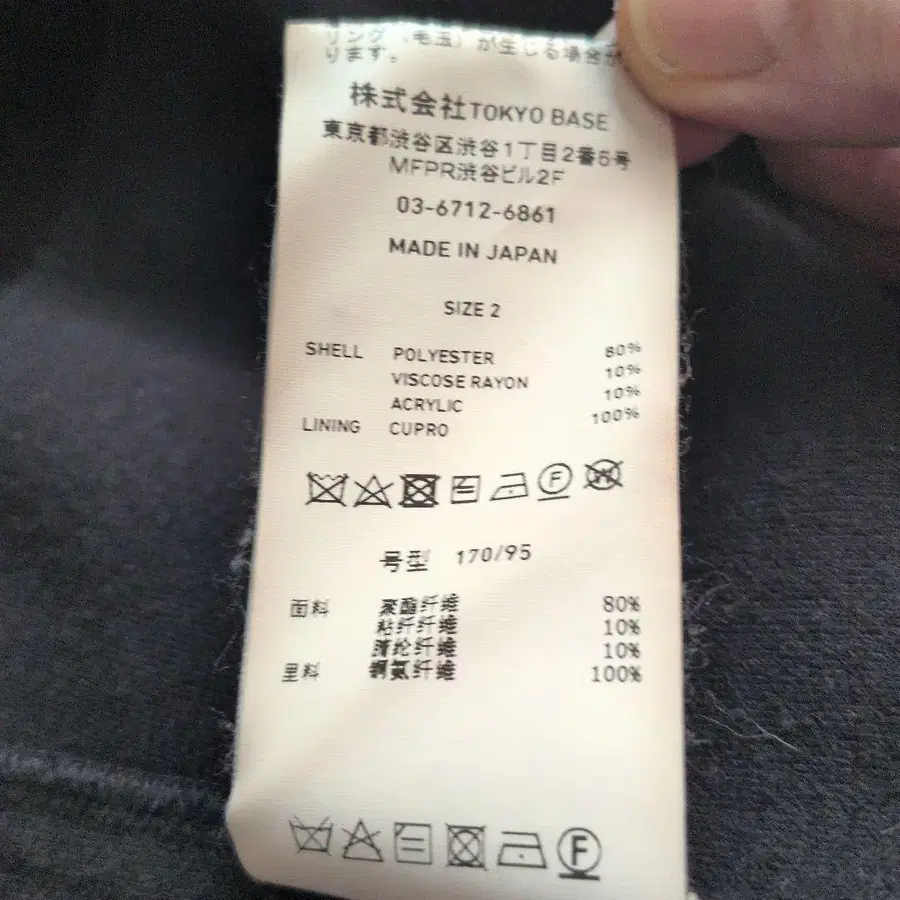 リング（毛玉）が生じる場合が
ります。
株式会社TOKYO BASE
東京都渋谷区渋谷1丁目2番5号
MFPR渋谷ビル2F
03-6712-6861
MADE IN JAPAN
SIZE 2
SHELL POLYESTER 80%
VISCOSE RAYON 10%
ACRYLIC 10%
LINING CUPRO 100%
F W
号型 170/95
面料 聚酯纤维 80%
粘纤纤维 10%
腈纶纤维 10%
里料 铜氨纤维 100%
F